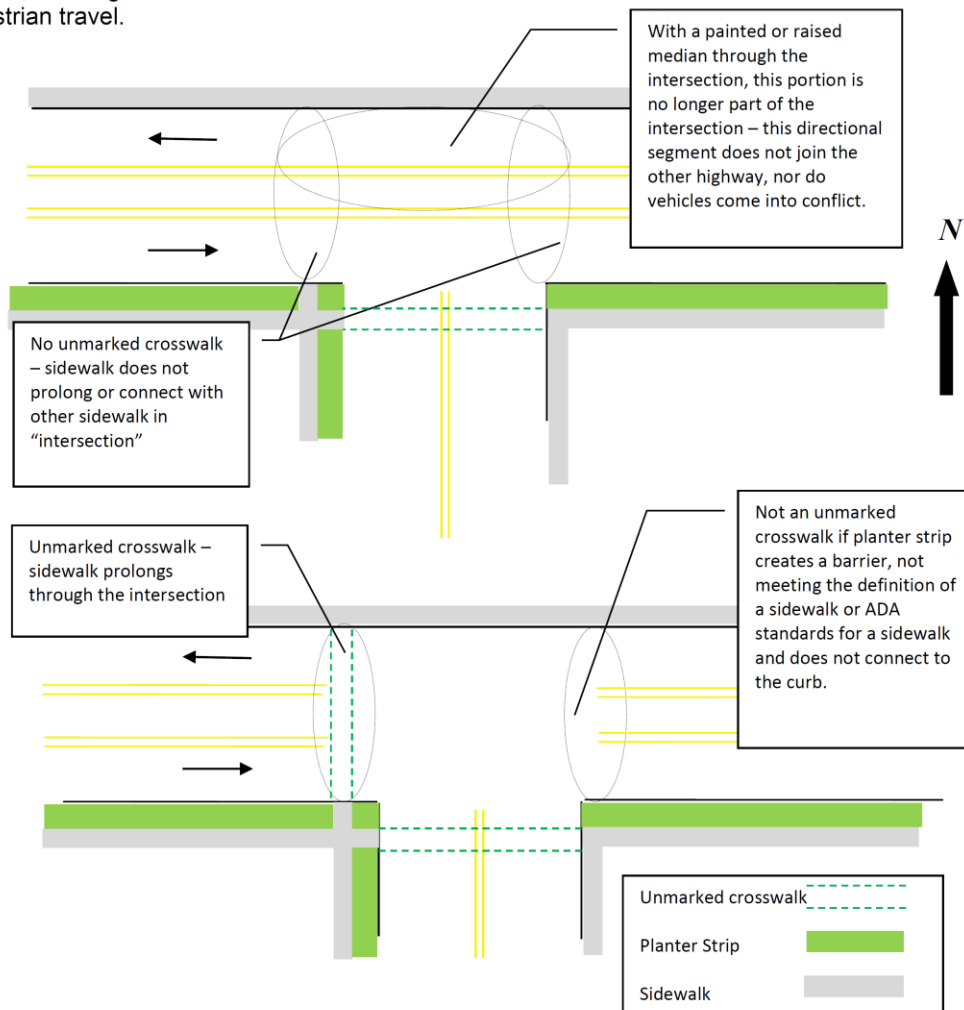 strian travel.
With a painted or raised
median through the
intersection, this portion is
no longer part of the
intersection – this directional
segment does not join the
other highway, nor do
vehicles come into conflict.
N
No unmarked crosswalk
– sidewalk does not
prolong or connect with
other sidewalk in
“intersection”
Unmarked crosswalk –
sidewalk prolongs
through the intersection
Not an unmarked
crosswalk if planter strip
creates a barrier, not
meeting the definition of
a sidewalk or ADA
standards for a sidewalk
and does not connect to
the curb.
Unmarked crosswalk
Planter Strip
Sidewalk